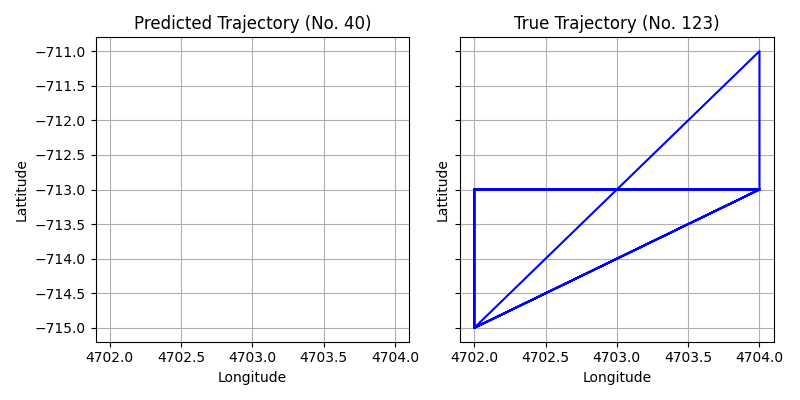 Predicted Trajectory (No. 40)
Lattitude
−711.0
−711.5
−712.0
−712.5
−713.0
−713.5
−714.0
−714.5
−715.0
4702.0 4702.5 4703.0 4703.5 4704.0
Longitude
True Trajectory (No. 123)
Lattitude
4702.0 4702.5 4703.0 4703.5 4704.0
Longitude